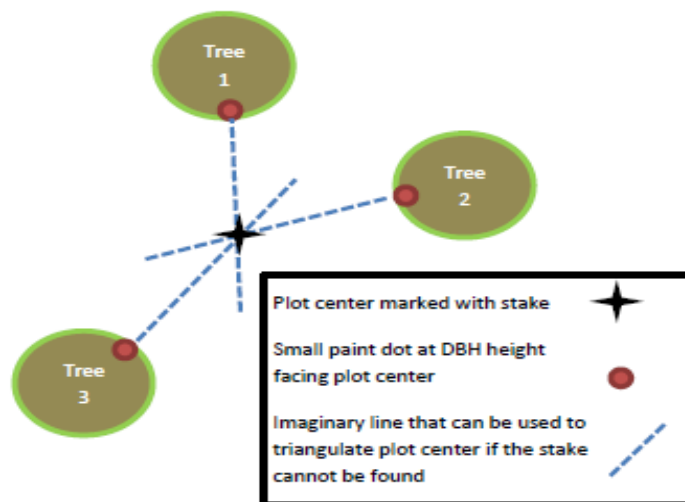 Tree
1
Tree
2
Tree
3
Plot center marked with stake
Small paint dot at DBH height
facing plot center
Imaginary line that can be used to
triangulate plot center if the stake
cannot be found